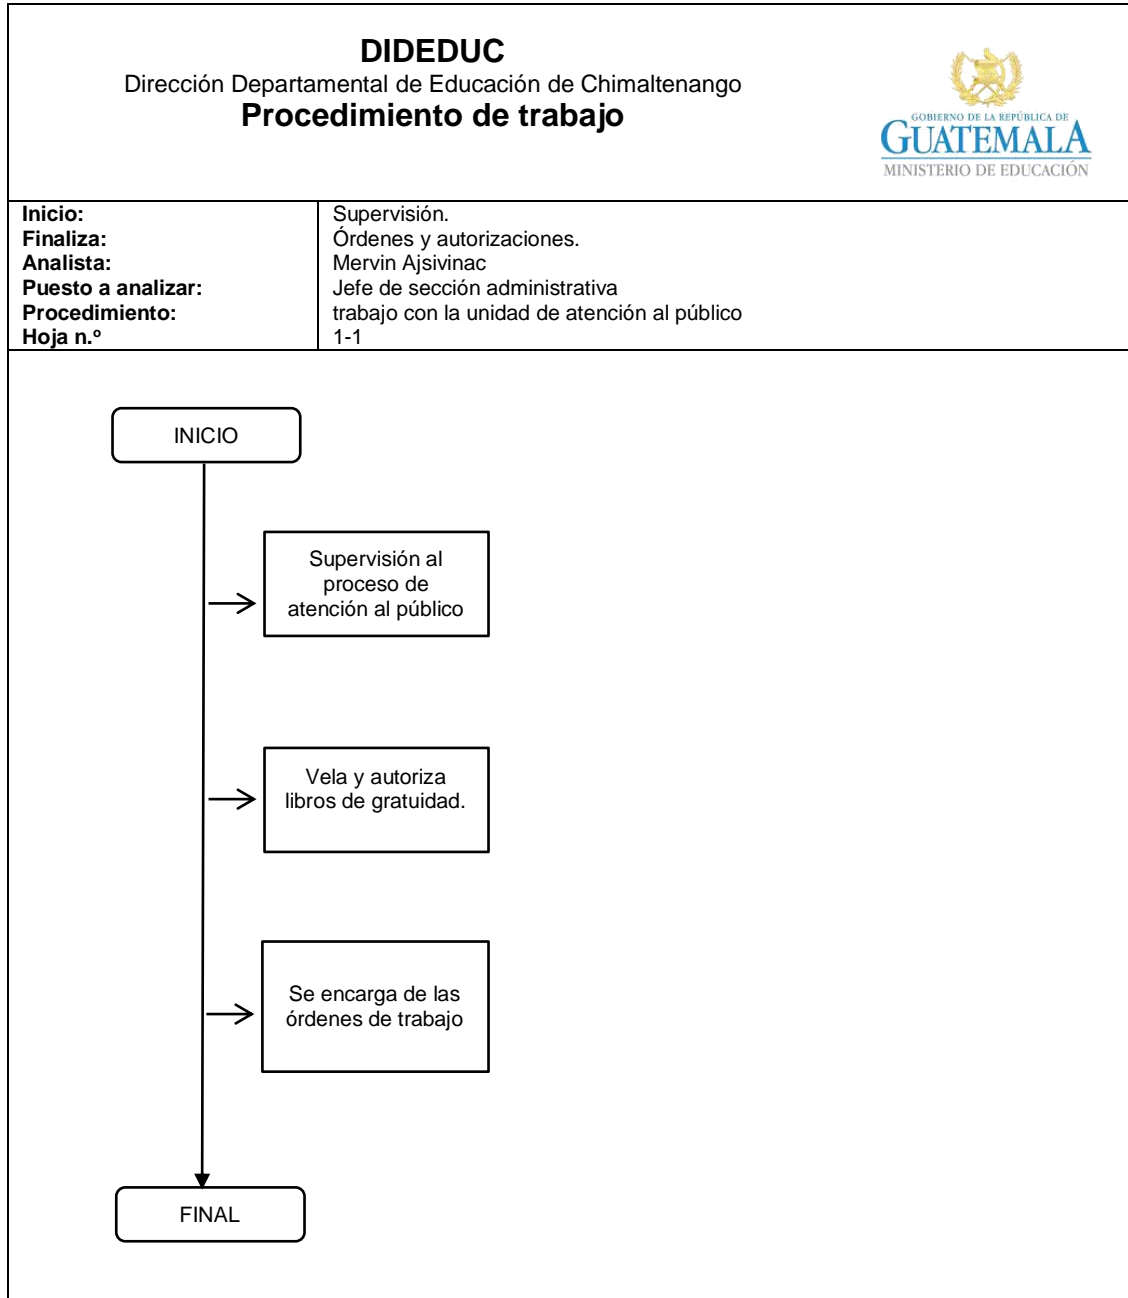 DIDEDUC
Dirección Departamental de Educación de Chimaltenango
Procedimiento de trabajo
GOBIERNO DE LA REPÚBLICA DE
GUATEMALA
MINISTERIO DE EDUCACIÓN
Inicio: Supervisión.
Finaliza: Órdenes y autorizaciones.
Analista: Mervin Ajsivinac
Puesto a analizar: Jefe de sección administrativa
Procedimiento: trabajo con la unidad de atención al público
Hoja n.º 1-1
INICIO
Supervisión al
proceso de
atención al público
Vela y autoriza
libros de gratuidad.
Se encarga de las
órdenes de trabajo
FINAL